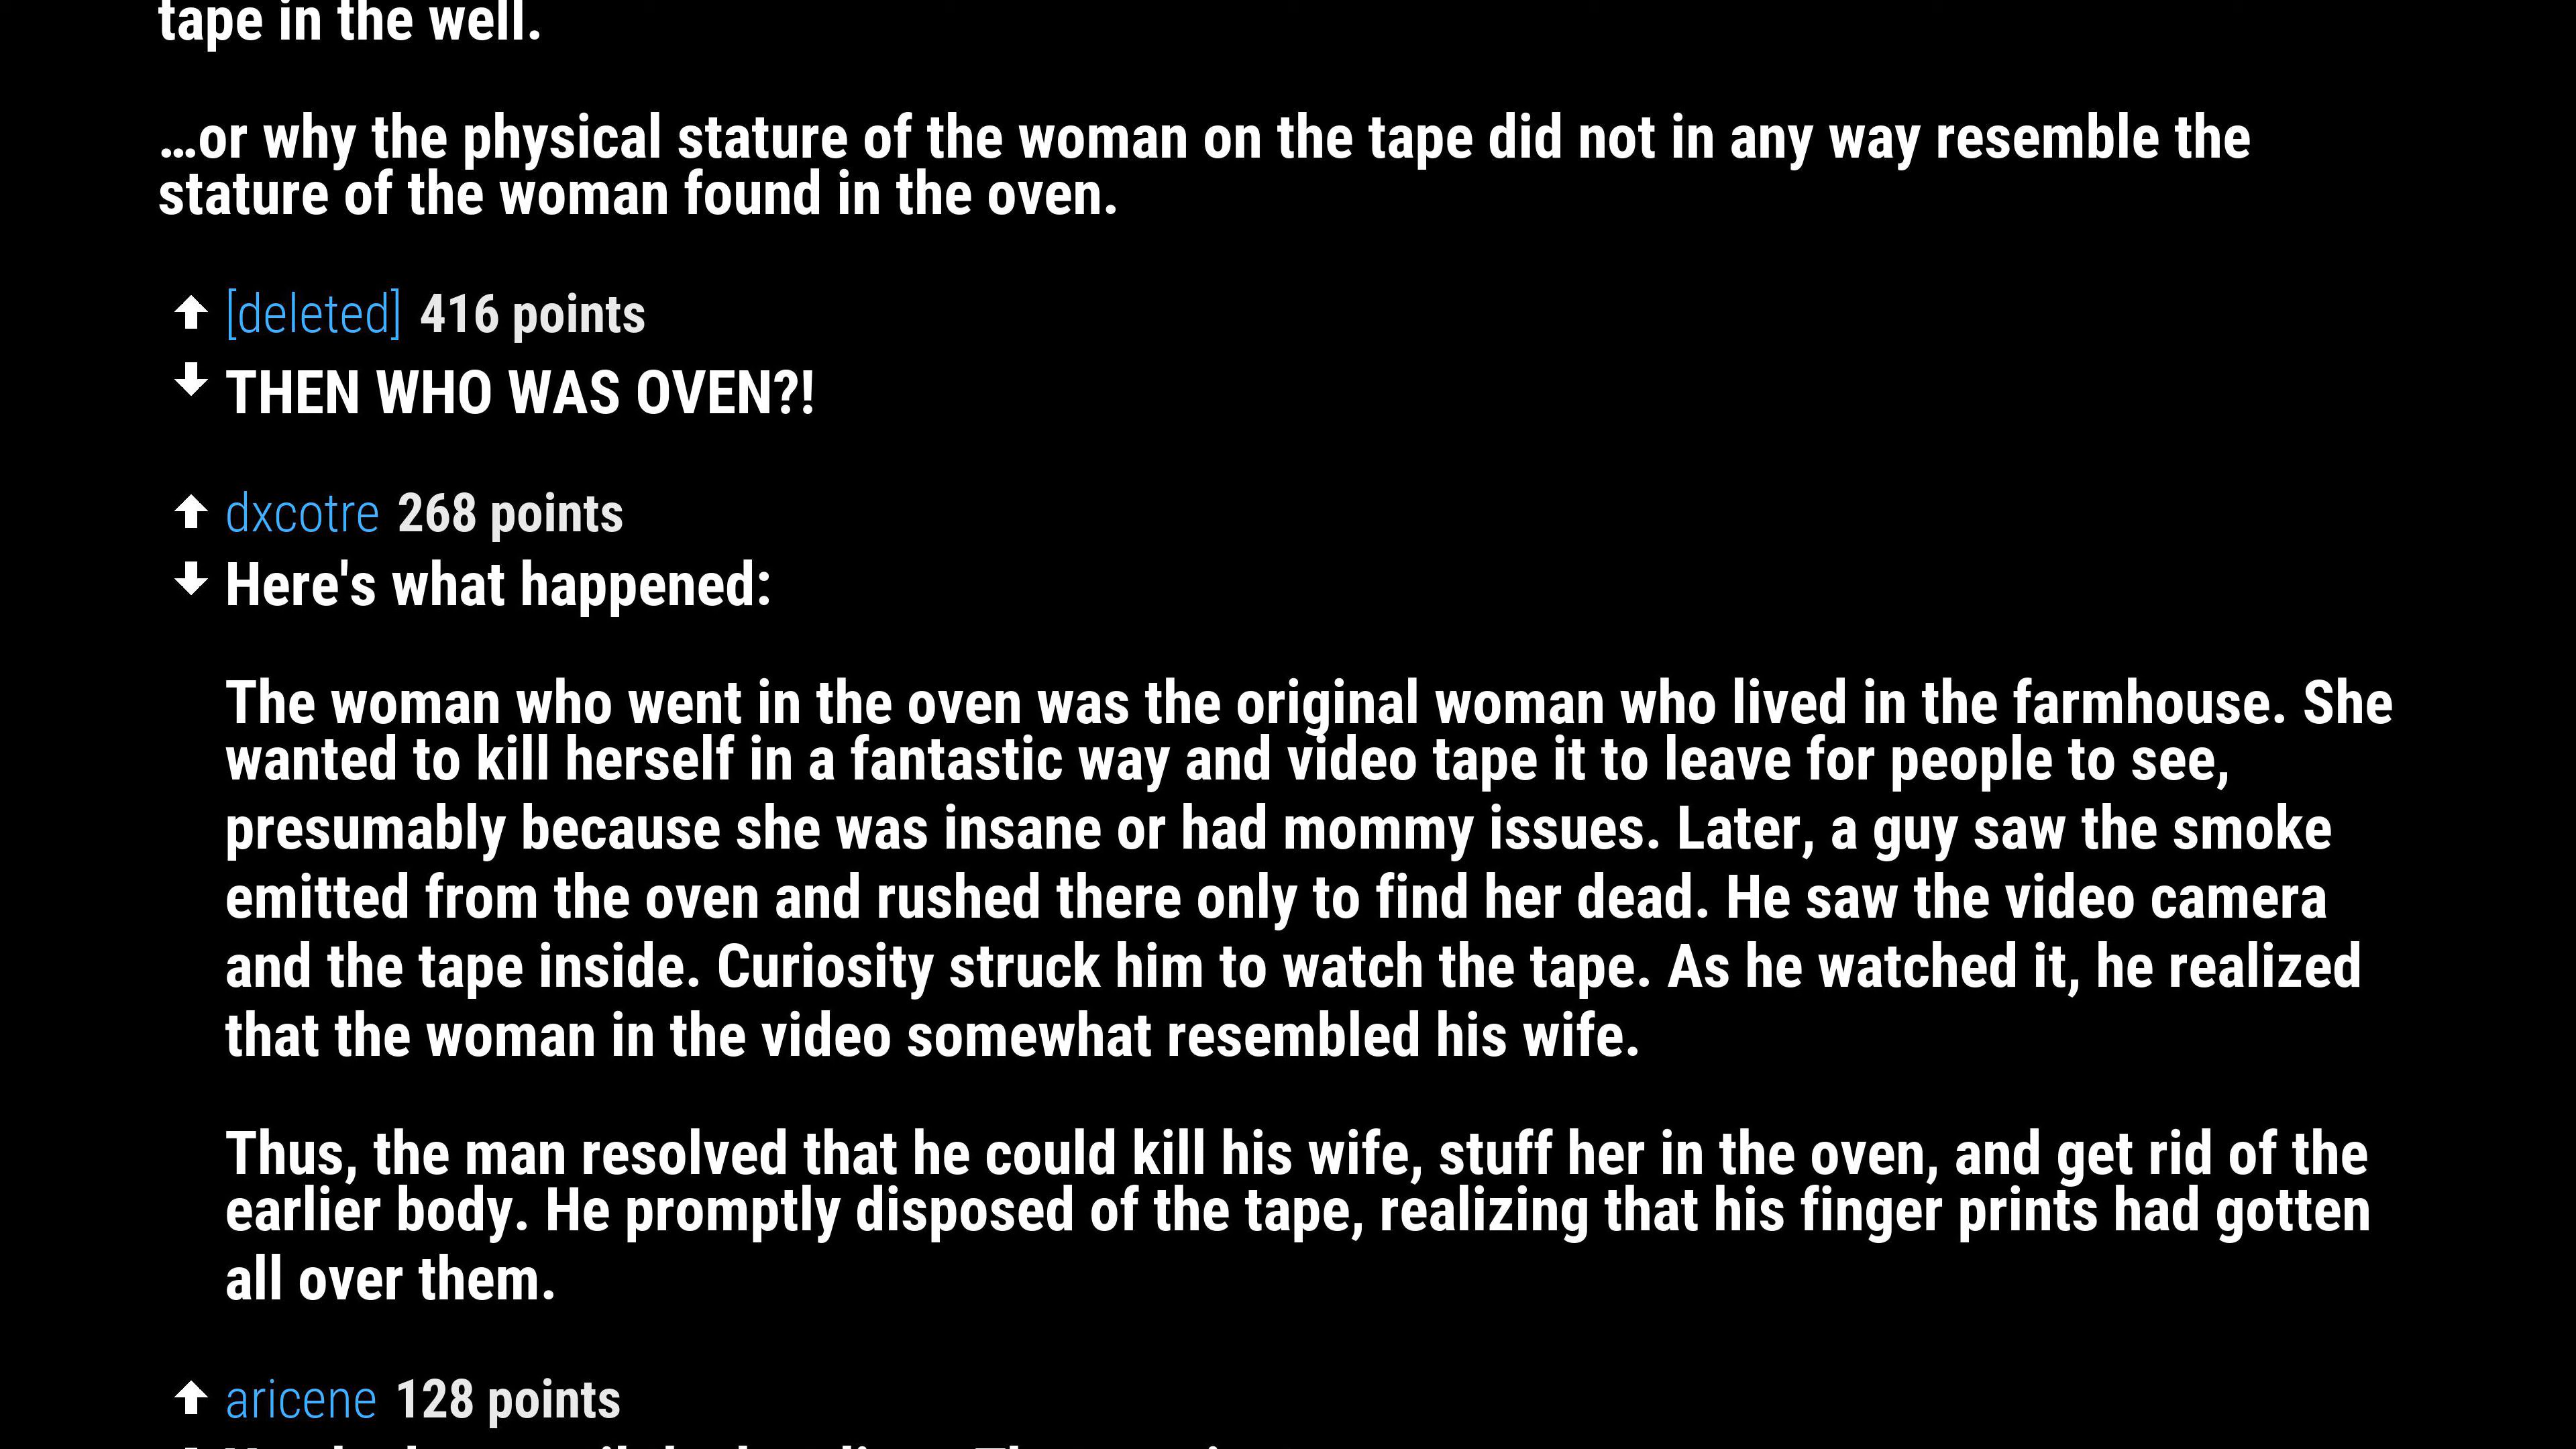 tape in the well.
…or why the physical stature of the woman on the tape did not in any way resemble the
stature of the woman found in the oven.
[deleted] 416 points
THEN WHO WAS OVEN?!
dxcotre 268 points
Here's what happened:
The woman who went in the oven was the original woman who lived in the farmhouse. She
wanted to kill herself in a fantastic way and video tape it to leave for people to see,
presumably because she was insane or had mommy issues. Later, a guy saw the smoke
emitted from the oven and rushed there only to find her dead. He saw the video camera
and the tape inside. Curiosity struck him to watch the tape. As he watched it, he realized
that the woman in the video somewhat resembled his wife.
Thus, the man resolved that he could kill his wife, stuff her in the oven, and get rid of the
earlier body. He promptly disposed of the tape, realizing that his finger prints had gotten
all over them.
aricene 128 points